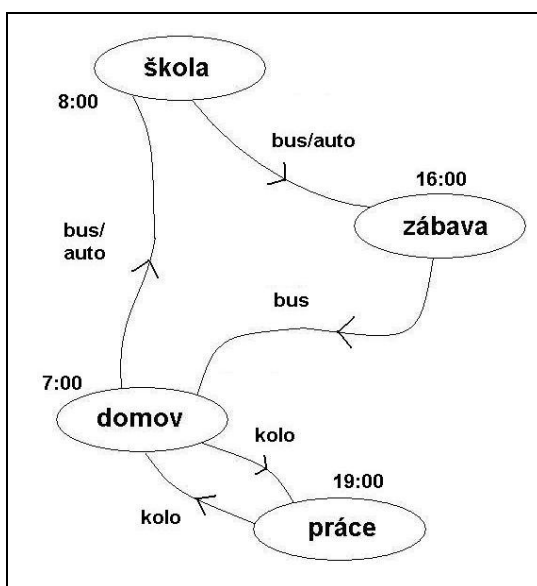 škola
8:00
bus/auto
16:00
zábava
bus/
auto
bus
7:00
domov
kolo
19:00
kolo
práce